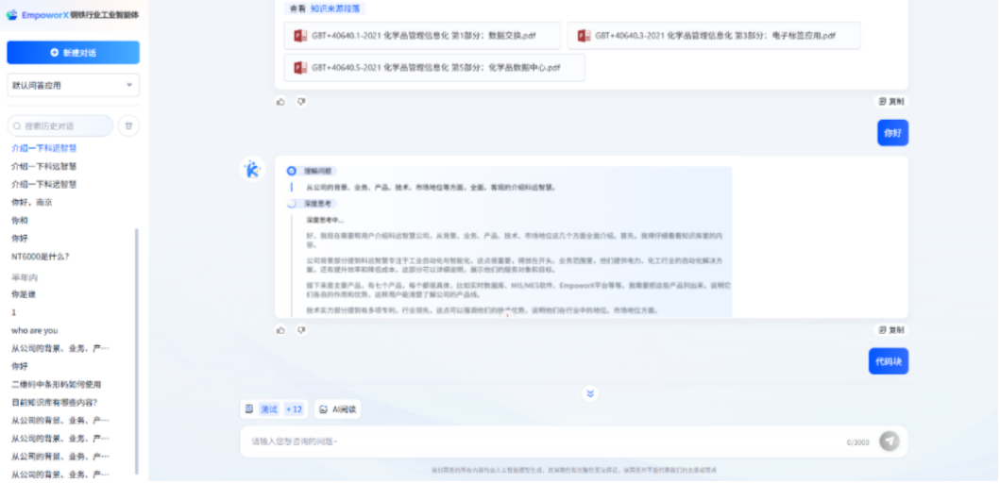 EmpoworX钢铁行业工业智能体
新建对话
默认问答应用
搜索历史对话
介绍一下科远智慧
介绍一下科远智慧
介绍一下科远智慧
你好，南京
你和
你好
NT6000是什么?
半年内
你是谁
1
who are you
从公司的背景、业务、产…
你好
二维码中条形码如何使用
目前知识库有哪些内容?
从公司的背景、业务、产…
从公司的背景、业务、产…
从公司的背景、业务、产…
从公司的背景、业务、产…
查看 知识来源段落
GBT+40640.1-2021 化学品管理信息化 第1部分：数据交换.pdf
GBT+40640.3-2021 化学品管理信息化 第3部分：电子标签应用.pdf
GBT+40640.5-2021 化学品管理信息化 第5部分：化学品数据中心.pdf
复制
你好
理解问题
从公司的背景、业务、产品、技术、市场地位等方面，全面、客观的介绍科远智慧。
深度思考
深度思考中...
好，我现在需要帮用户介绍科远智慧公司，从背景、业务、产品、技术、市场地位这几个方面全面介绍。首先，我得仔细看看知识库里的内
容。
公司背景部分提到科远智慧专注于工业自动化与智能化，这点很重要，得放在开头。业务范围里，他们提供电力、化工行业的自动化解决方
案，还有提升效率和降低成本，这部分可以详细说明，展示他们的服务对象和目标。
接下来是主要产品，有七个产品，每个都很具体，比如实时数据库、MIS/MES软件、EmpoworX平台等等。我需要把这些产品列出来，说明它
们各自的作用和优势，这样用户能清楚了解公司的产品线。
技术实力部分提到有多项专利，行业领先，这点可以强调他们的技术优势，说明他们在行业中的地位。市场地位方面，
复制
代码块
测试 +12
AI阅读
请输入您想咨询的问题~
0/3000